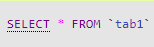 SELECT * FROM `tab1`